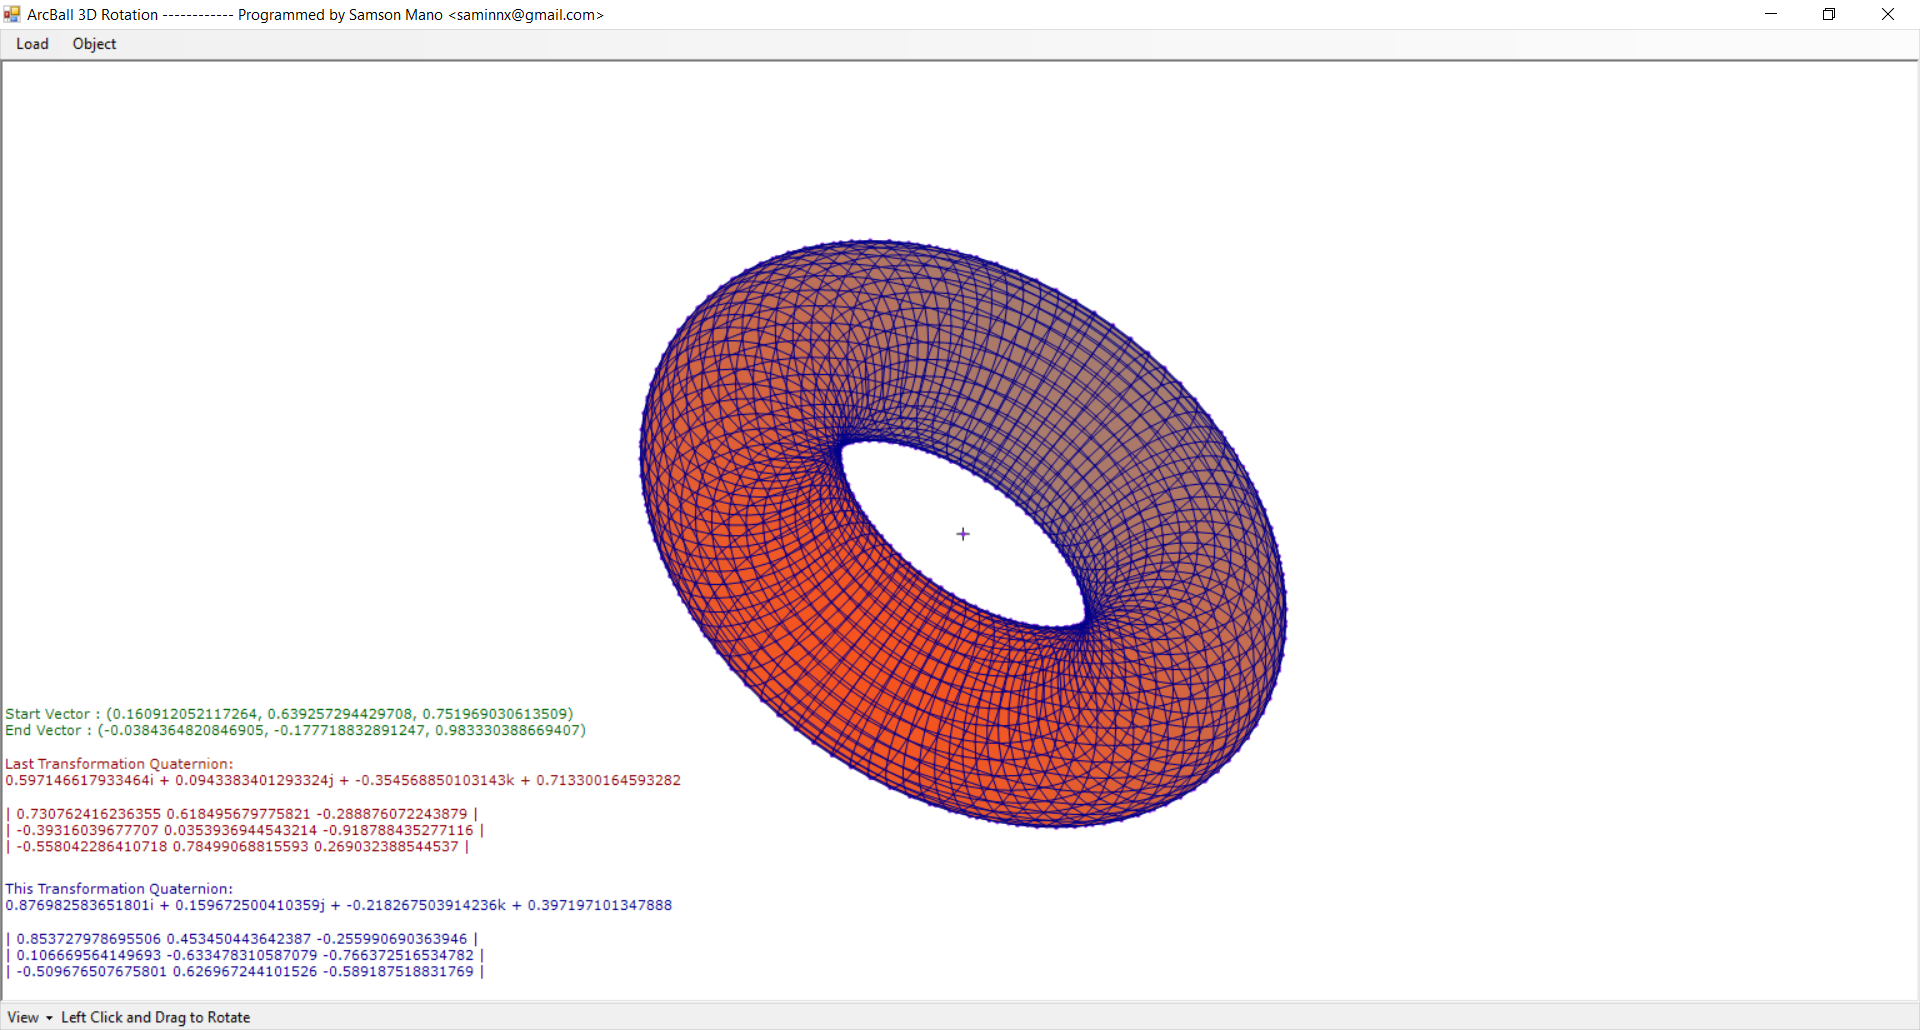 ArcBall 3D Rotation ------------ Programmed by Samson Mano <saminnx@gmail.com>
Load Object
Start Vector : (0.160912052117264, 0.639257294429708, 0.751969030613509)
End Vector : (-0.0384364820846905, -0.177718832891247, 0.983330388669407)
Last Transformation Quaternion:
0.597146617933464i + 0.0943383401293324j + -0.354568850103143k + 0.713300164593282
| 0.730762416236355 0.618495679775821 -0.288876072243879 |
| -0.39316039677707 0.0353936944543214 -0.918788435277116 |
| -0.558042286410718 0.78499068815593 0.269032388544537 |
This Transformation Quaternion:
0.876982583651801i + 0.159672500410359j + -0.218267503914236k + 0.397197101347888
| 0.853727978695506 0.453450443642387 -0.255990690363946 |
| 0.106669564149693 -0.633478310587079 -0.766372516534782 |
| -0.509676507675801 0.626967244101526 -0.589187518831769 |
View Left Click and Drag to Rotate